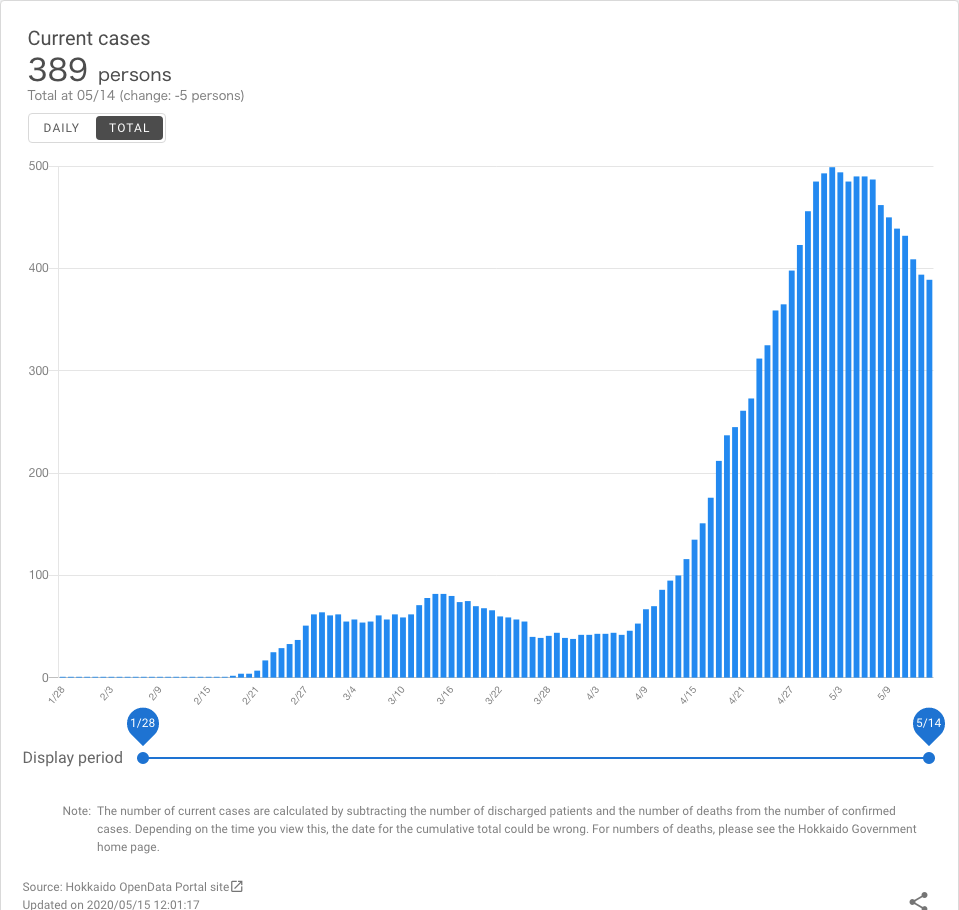 Current cases
389 persons
Total at 05/14 (change: -5 persons)
DAILY TOTAL
500
400
300
200
100
0
1/28 2/3 2/9 2/15 2/21 2/27 3/4 3/10 3/16 3/22 3/28 4/3 4/9 4/15 4/21 4/27 5/3 5/9
1/28 5/14
Display period
Note: The number of current cases are calculated by subtracting the number of discharged patients and the number of deaths from the number of confirmed
cases. Depending on the time you view this, the date for the cumulative total could be wrong. For numbers of deaths, please see the Hokkaido Government
home page.
Source: Hokkaido OpenData Portal site
Updated on 2020/05/15 12:01:17